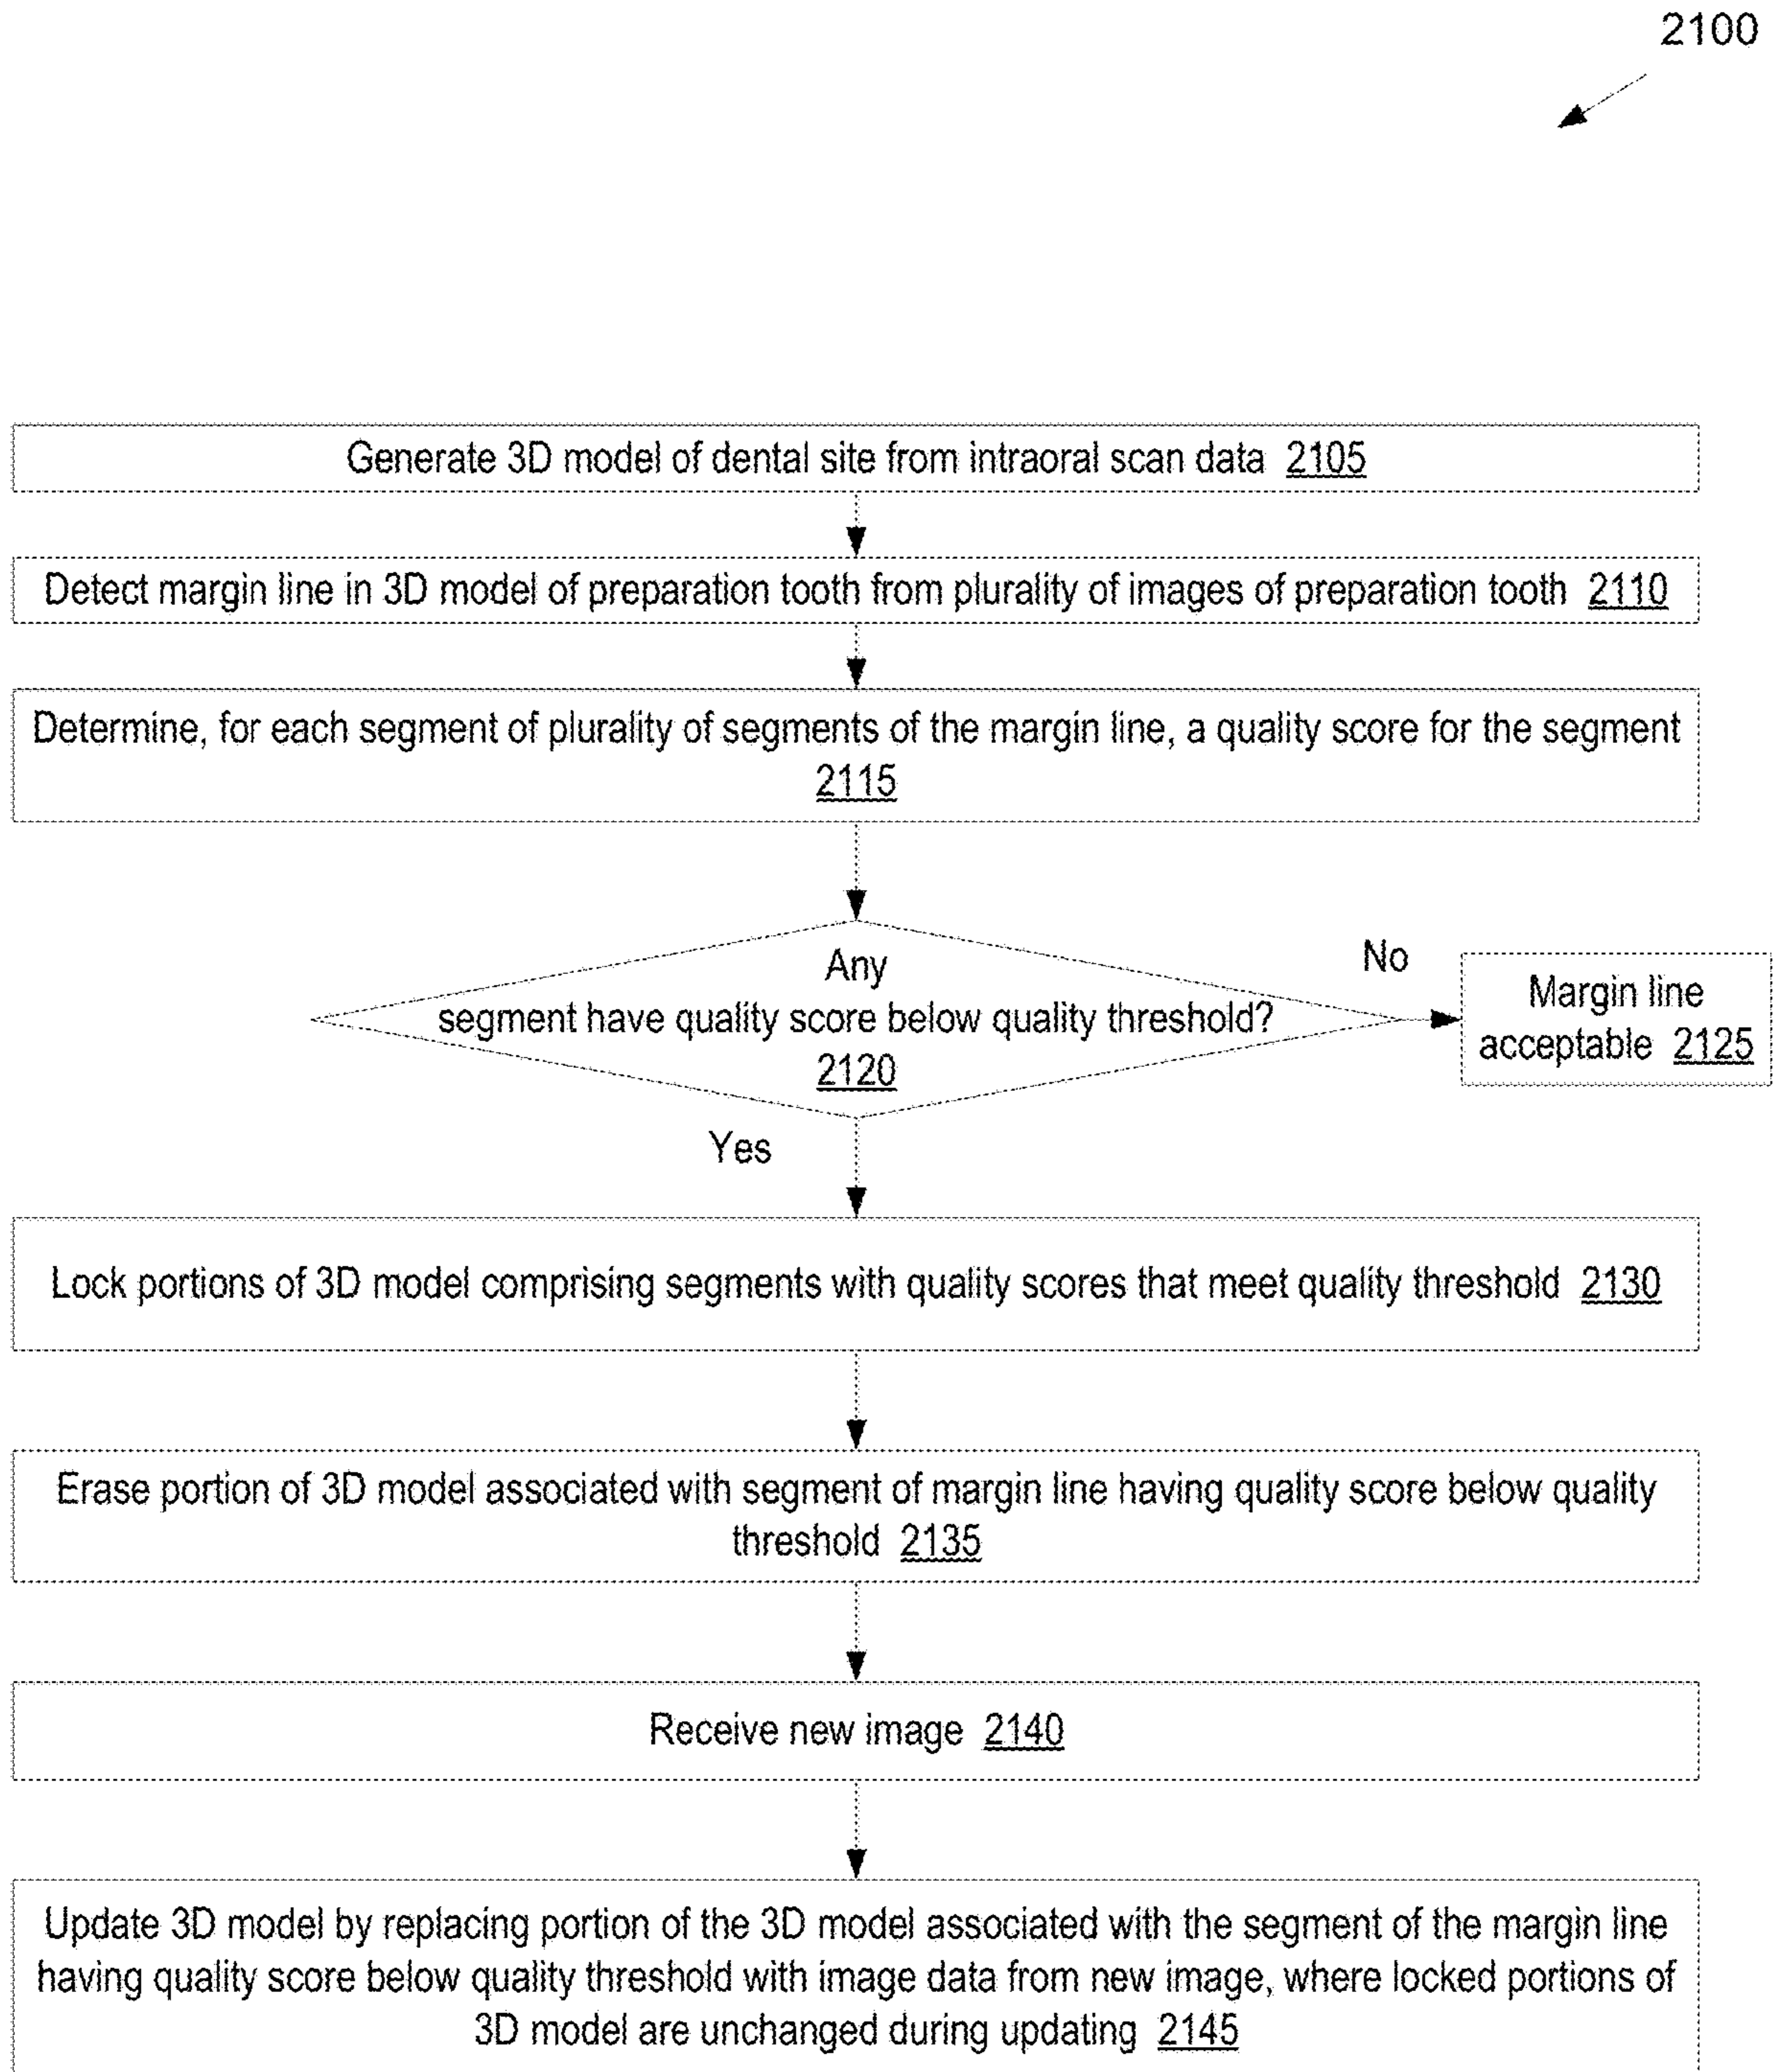 2100
Generate 3D model of dental site from intraoral scan data 2105
Detect margin line in 3D model of preparation tooth from plurality of images of preparation tooth 2110
Determine, for each segment of plurality of segments of the margin line, a quality score for the segment
2115
Any
segment have quality score below quality threshold?
2120
No
Margin line
acceptable 2125
Yes
Lock portions of 3D model comprising segments with quality scores that meet quality threshold 2130
Erase portion of 3D model associated with segment of margin line having quality score below quality
threshold 2135
Receive new image 2140
Update 3D model by replacing portion of the 3D model associated with the segment of the margin line
having quality score below quality threshold with image data from new image, where locked portions of
3D model are unchanged during updating 2145